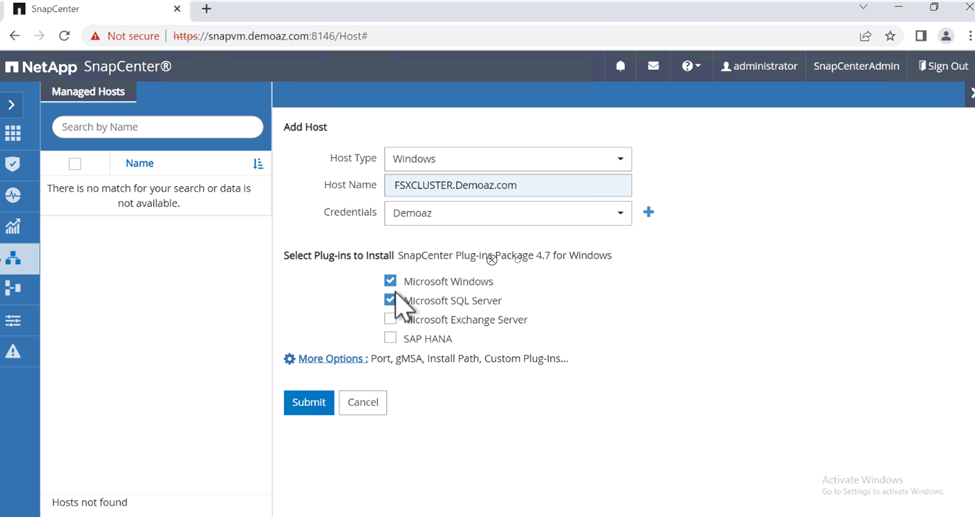 SnapCenter
Not secure | https://snapvm.demoaz.com:8146/Host#
NetApp SnapCenter®
administrator
SnapCenterAdmin
Sign Out
Managed Hosts
Search by Name
Name
There is no match for your search or data is
not available.
Hosts not found
Add Host
Host Type Windows
Host Name FSXCLUSTER.Demoaz.com
Credentials Demoaz
Select Plug-ins to Install SnapCenter Plug-ins Package 4.7 for Windows
Microsoft Windows
Microsoft SQL Server
Microsoft Exchange Server
SAP HANA
More Options : Port, gMSA, Install Path, Custom Plug-Ins...
Submit
Cancel
Activate Windows
Go to Settings to activate Windows.